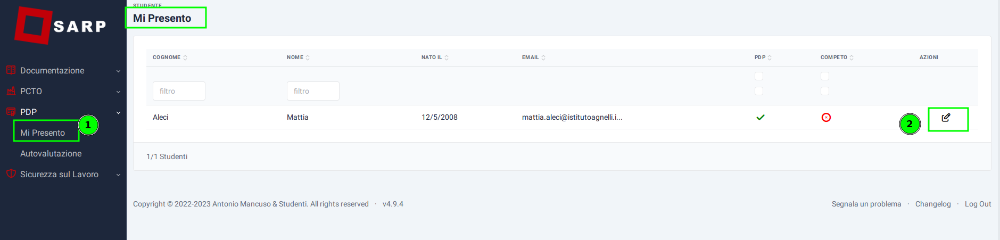 SARP
Documentazione
PCTO
PDP
Mi Presento
1
Autovalutazione
Sicurezza sul Lavoro
STUDENTE
Mi Presento
COGNOME NOME NATO IL EMAIL PDP COMPETO AZIONI
filtro filtro
Aleci Mattia 12/5/2008 mattia.aleci@istitutoagnelli.i...
2
1/1 Studenti
Copyright © 2022-2023 Antonio Mancuso & Studenti. All rights reserved · v4.9.4
Segnala un problema · Changelog · Log Out